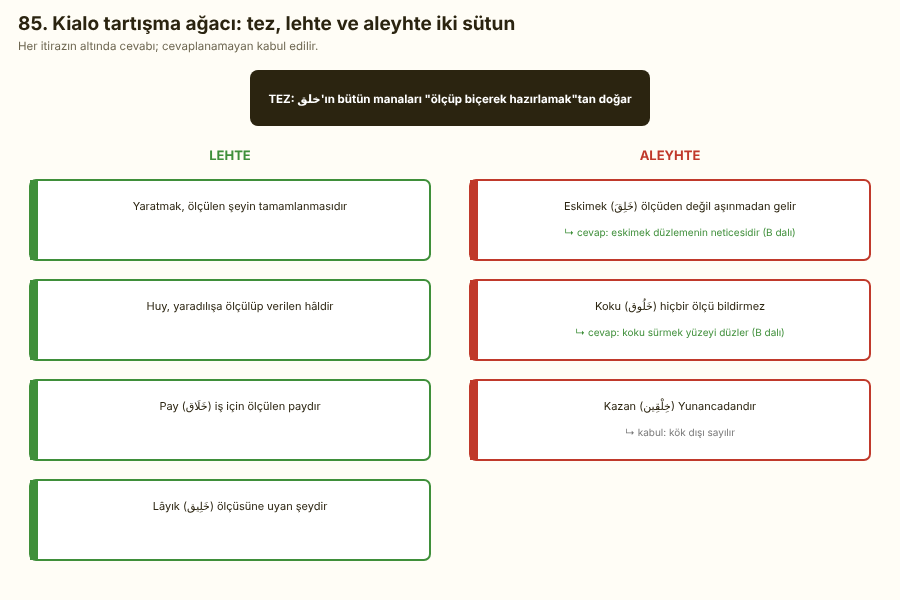 85. Kialo tartışma ağacı: tez, lehte ve aleyhte iki sütun
Her itirazın altında cevabı; cevaplanamayan kabul edilir.
TEZ: خلق'ın bütün manaları "ölçüp biçerek hazırlamak"tan doğar
LEHTE
Yaratmak, ölçülen şeyin tamamlanmasıdır
Huy, yaradılışa ölçülüp verilen hâldir
Pay (خَلَاق) iş için ölçülen paydır
Lâyık (خَلِيق) ölçüsüne uyan şeydir
ALEYHTE
Eskimek (خَلِقَ) ölçüden değil aşınmadan gelir
↳ cevap: eskimek düzlemenin neticesidir (B dalı)
Koku (خَلُوق) hiçbir ölçü bildirmez
↳ cevap: koku sürmek yüzeyi düzler (B dalı)
Kazan (خِلْقِين) Yunancadandır
↳ kabul: kök dışı sayılır